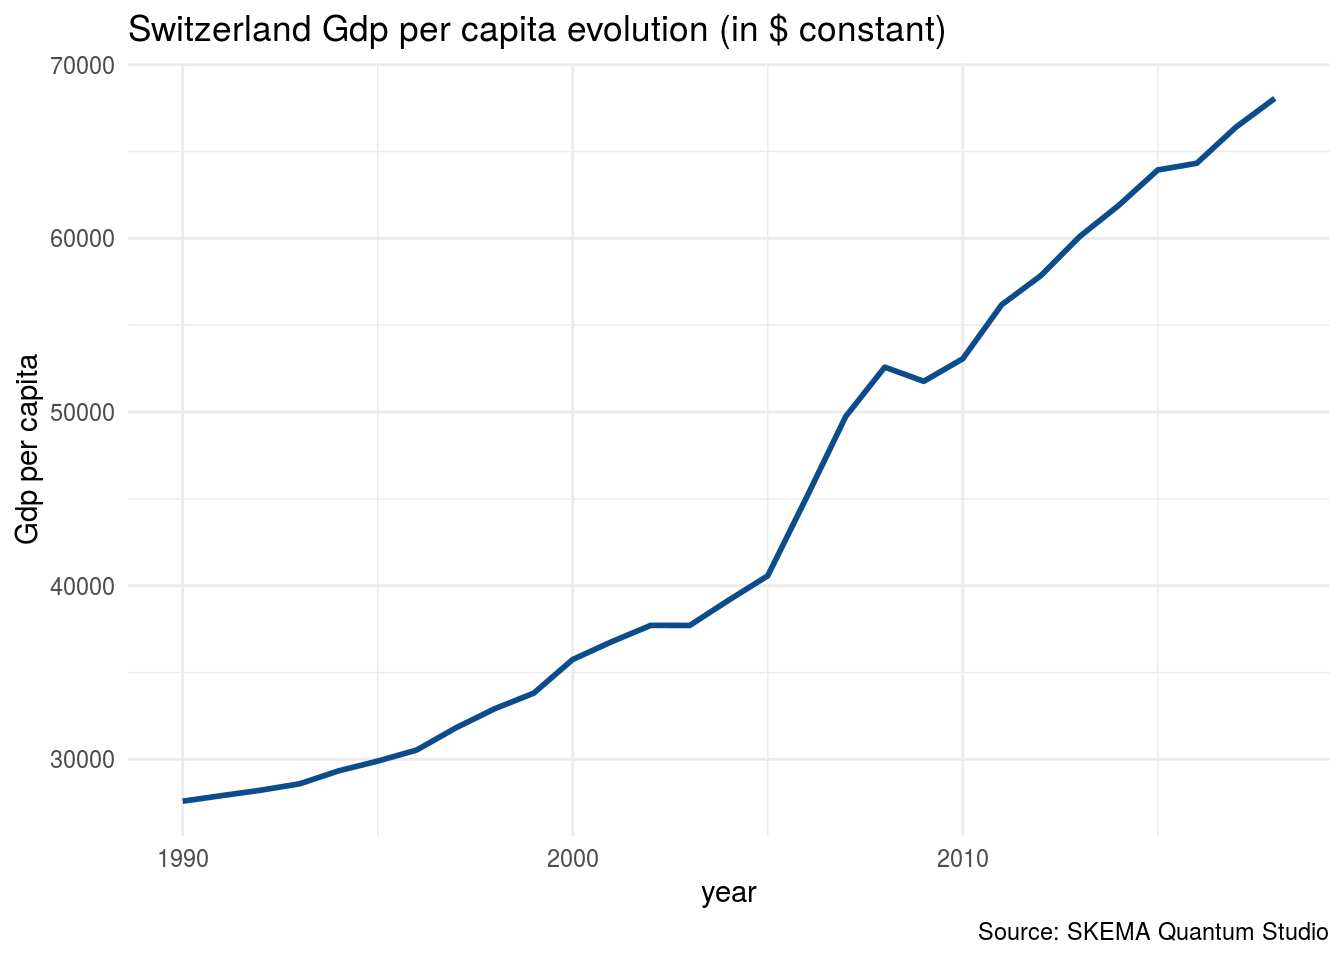 Switzerland Gdp per capita evolution (in $ constant)
70000
60000
50000
40000
30000
Gdp per capita
1990
2000
2010
year
Source: SKEMA Quantum Studio